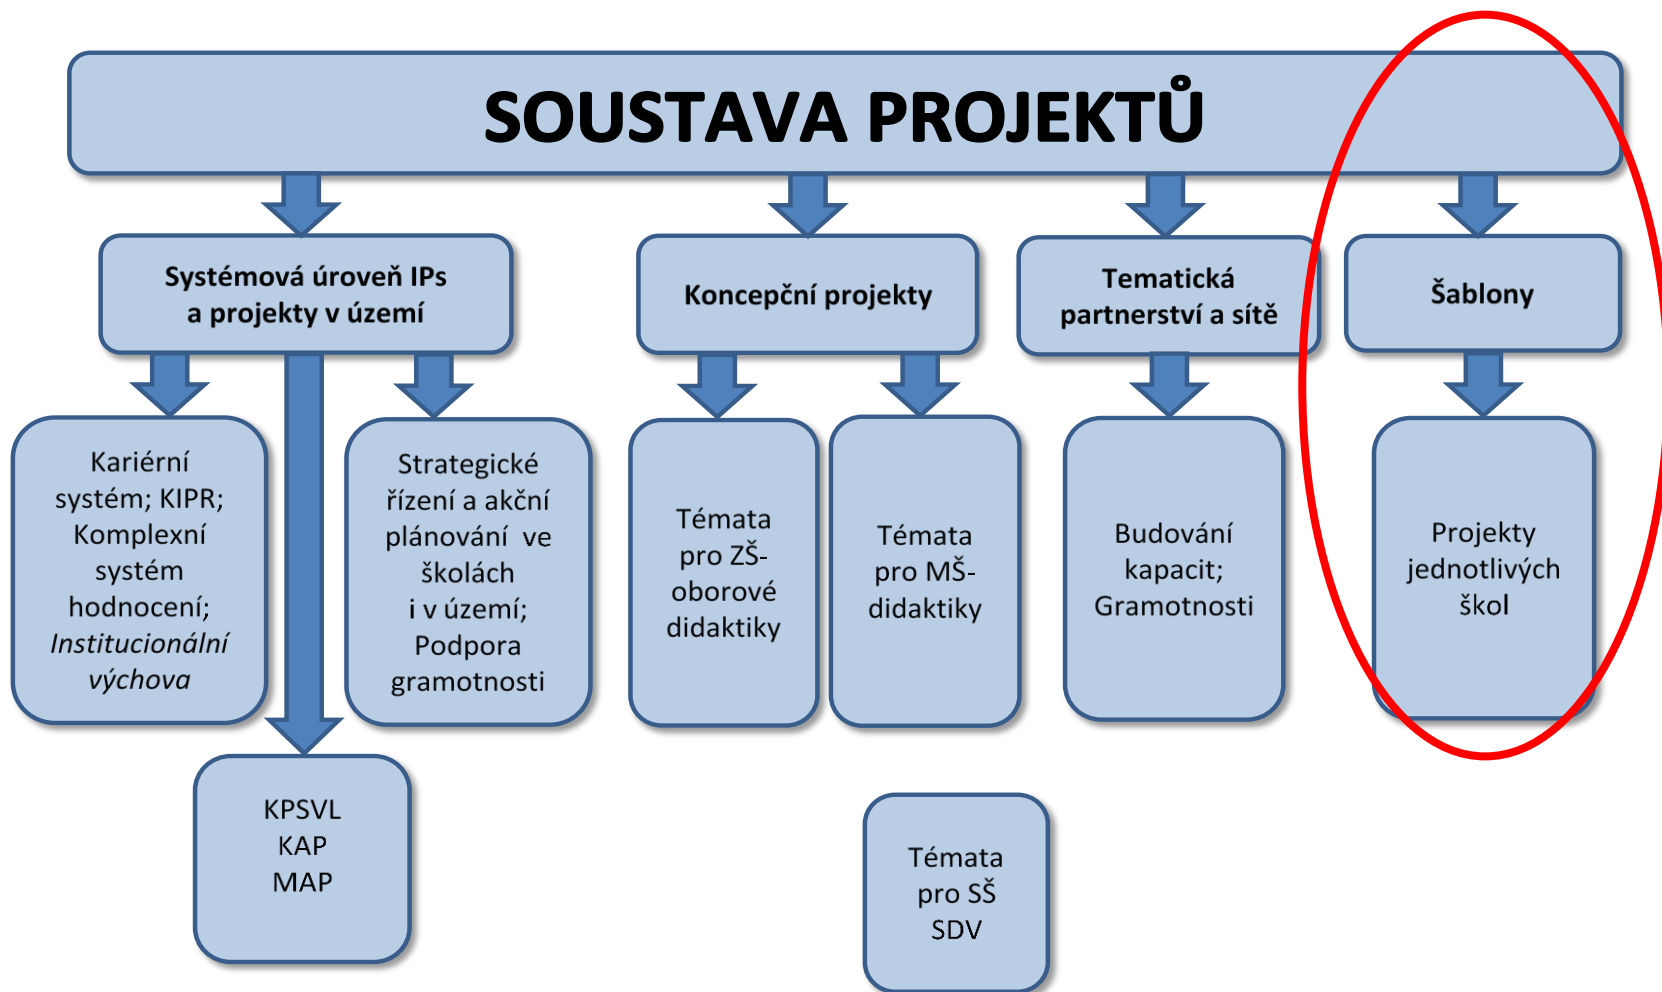 SOUSTAVA PROJEKTŮ
Systémová úroveň IPs
a projekty v území
Koncepční projekty
Tematická
partnerství a sítě
Šablony
Kariérní
systém; KIPR;
Komplexní
systém
hodnocení;
Institucionální
výchova
Strategické
řízení a akční
plánování ve
školách
i v území;
Podpora
gramotnosti
Témata
pro ZŠ-
oborové
didaktiky
Témata
pro MŠ-
didaktiky
Budování
kapacit;
Gramotnosti
Projekty
jednotlivých
škol
KPSVL
KAP
MAP
Témata
pro SŠ
SDV